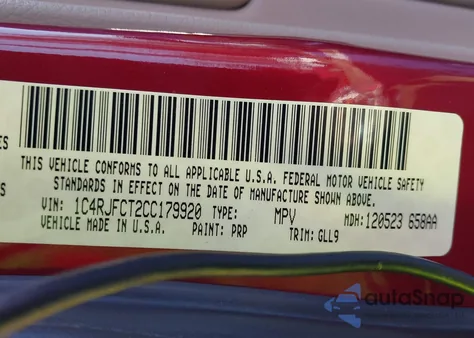 ES
THIS VEHICLE CONFORMS TO ALL APPLICABLE U.S.A. FEDERAL MOTOR VEHICLE SAFETY
S STANDARDS IN EFFECT ON THE DATE OF MANUFACTURE SHOWN ABOVE.
VIN: 1C4RJFCT2CC179920 TYPE: MPV MDH:120523 658AA
VEHICLE MADE IN U.S.A. PAINT: PRP TRIM: GLL9
autoSnap